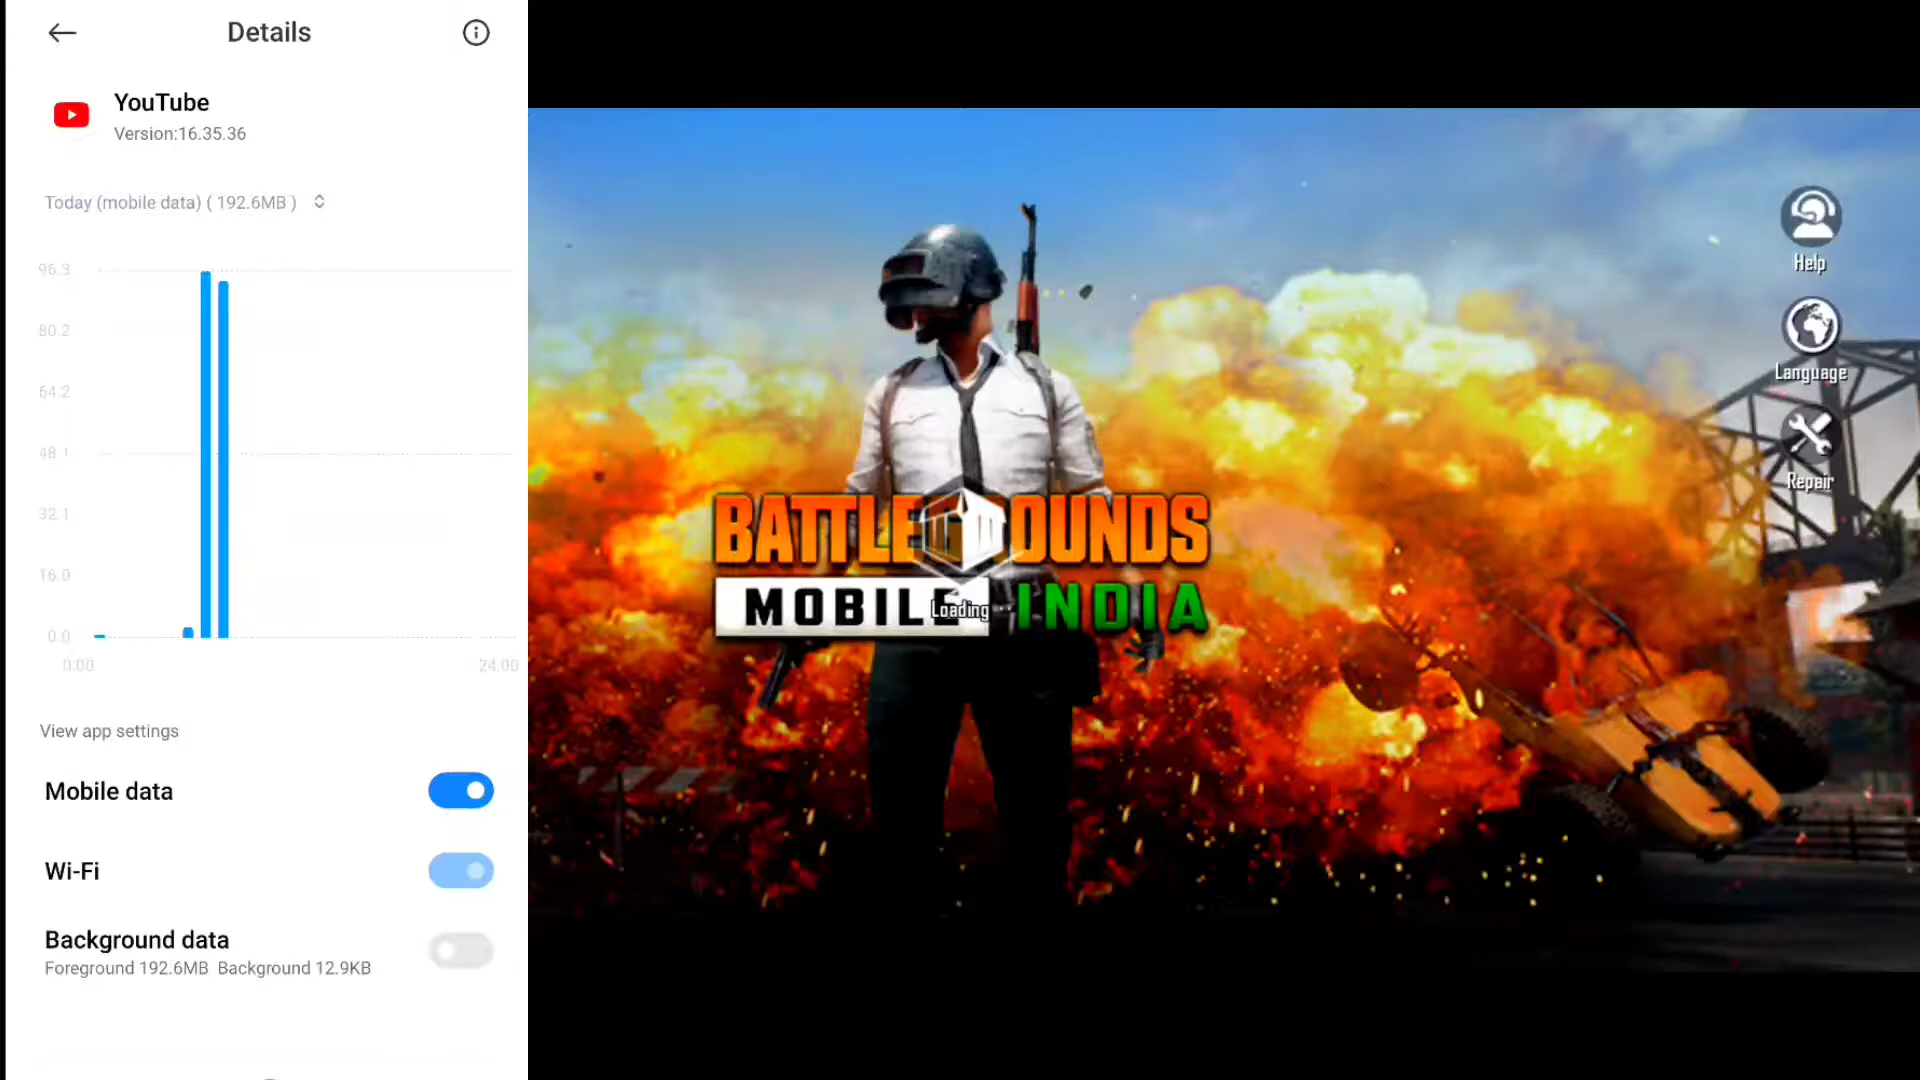 Details
YouTube
Version:16.35.36
Today (mobile data) ( 192.6MB )
96.3
80.2
64.2
48.1
32.1
16.0
0.0
0:00
24:00
View app settings
Mobile data
Wi-Fi
Background data
Foreground 192.6MB Background 12.9KB
Help
Language
Repair
BATTLEGROUNDS
MOBILE INDIA
Loading